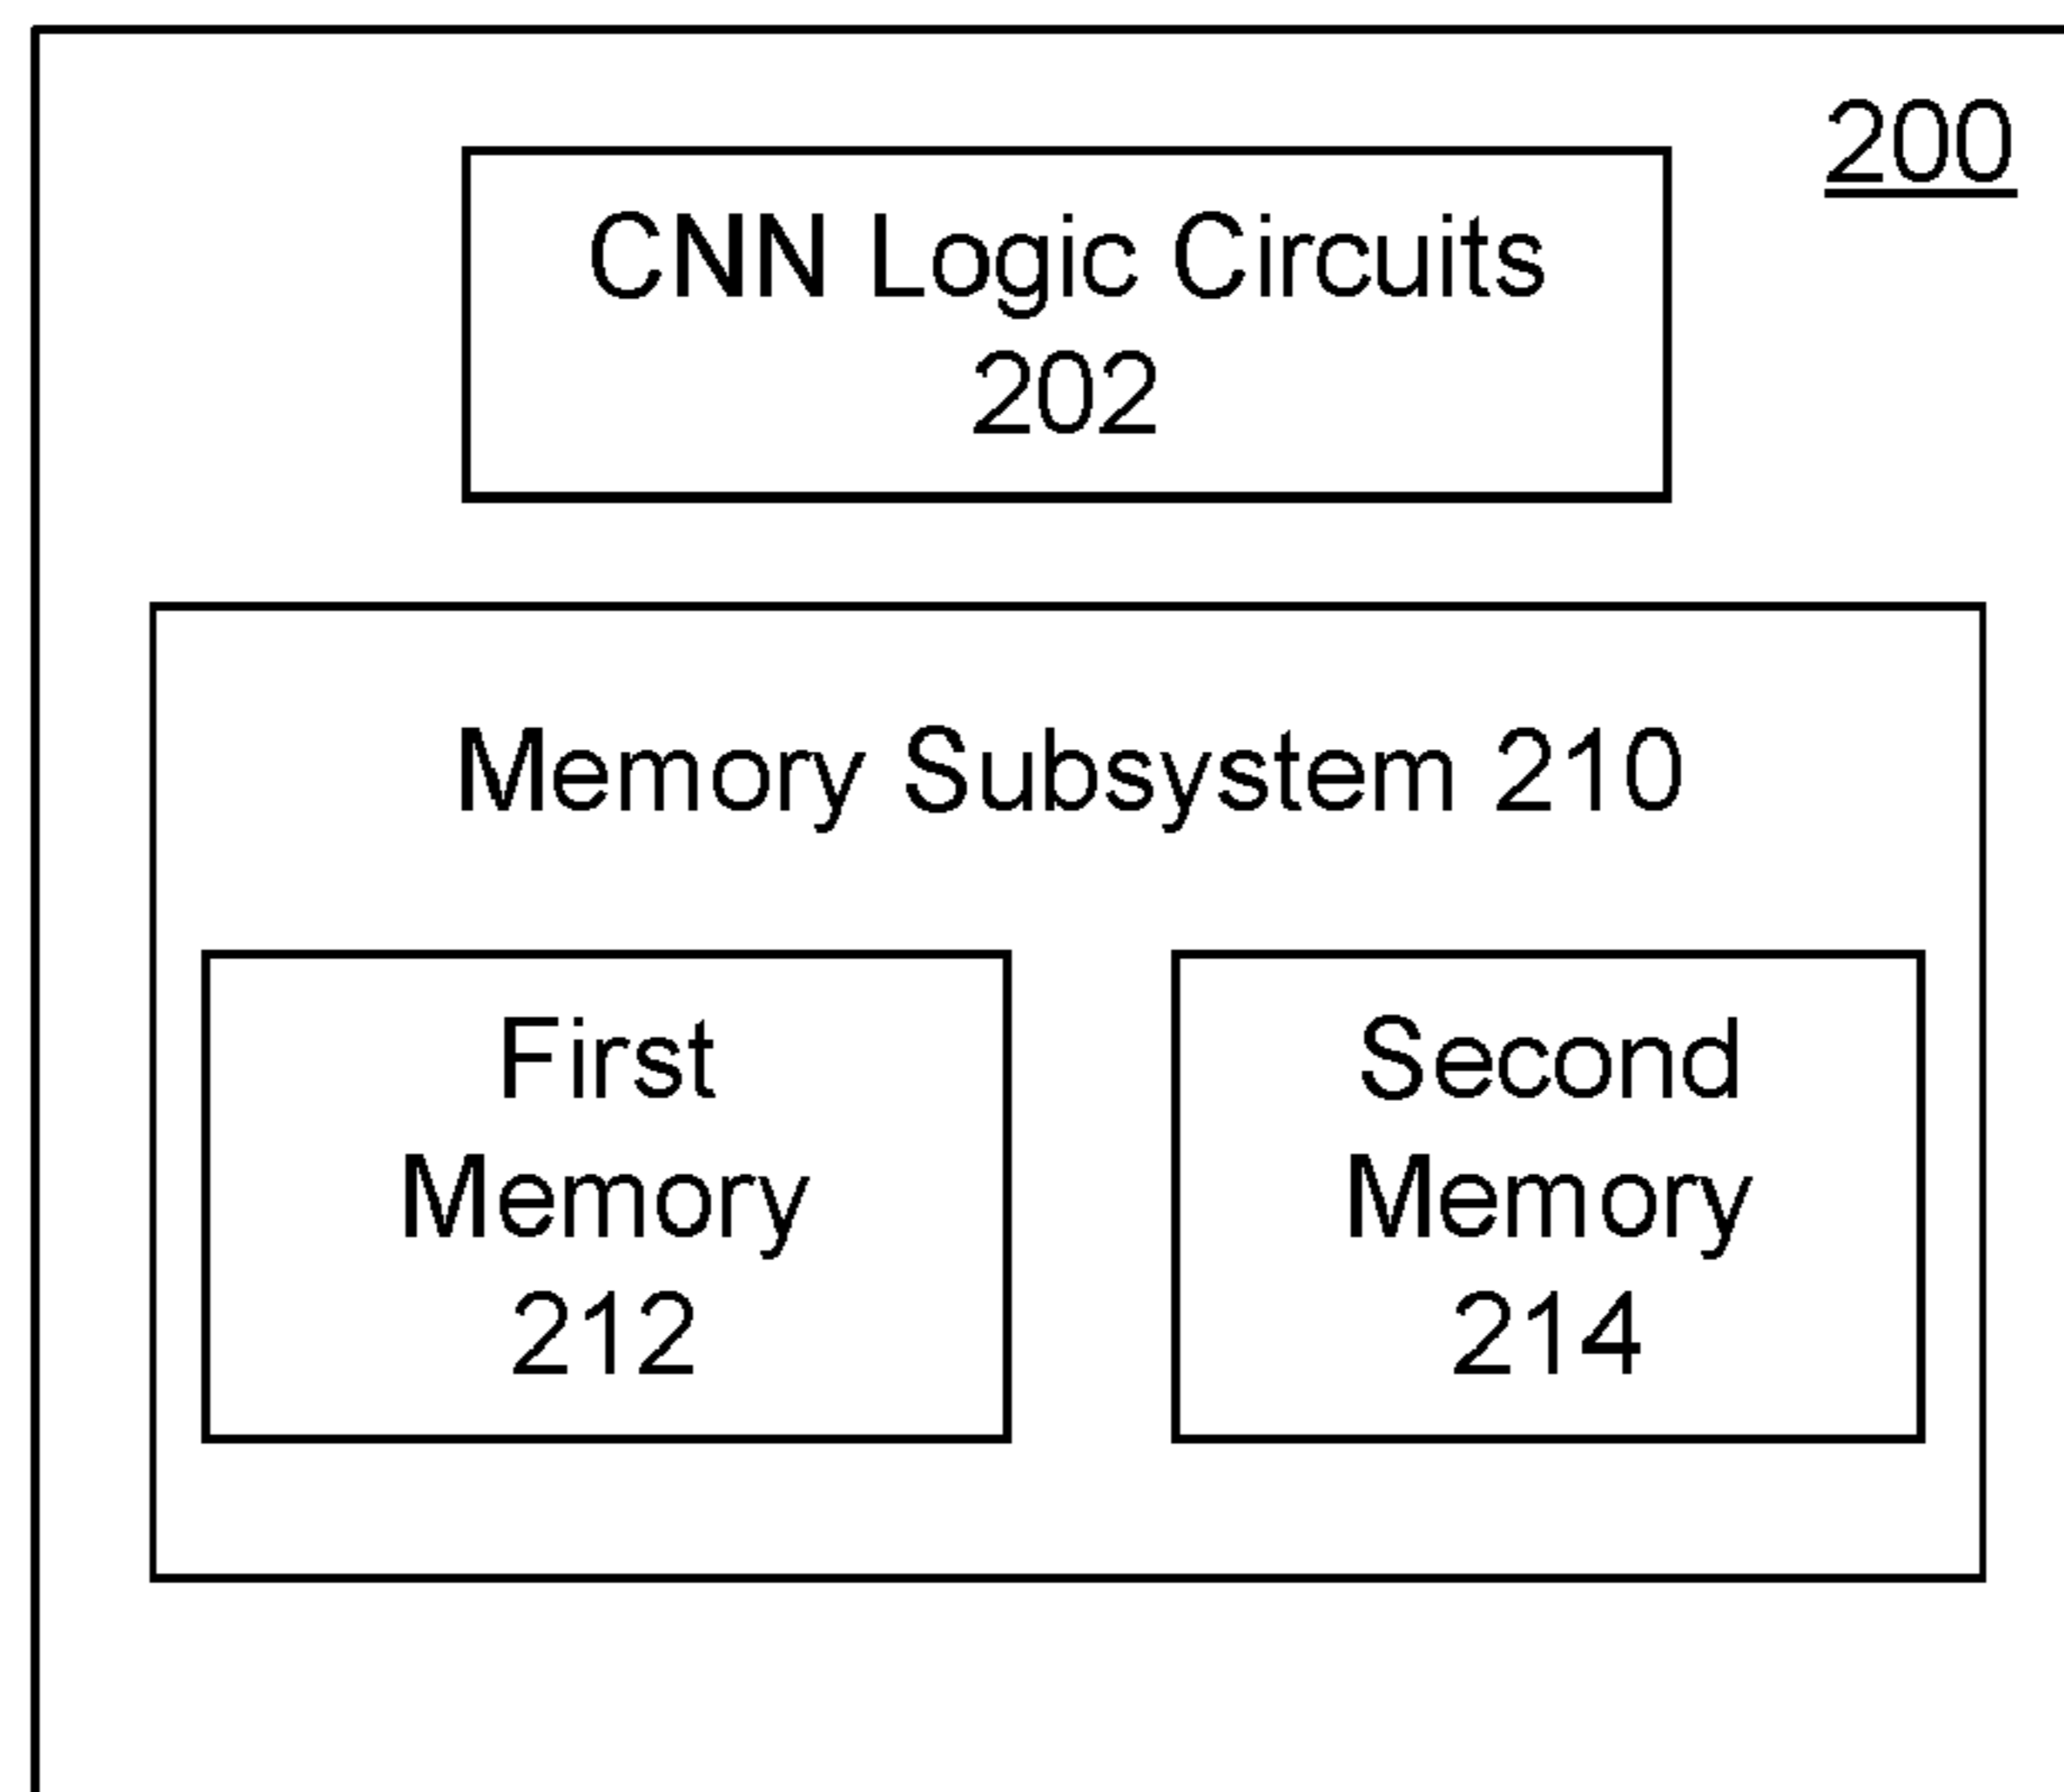 200
CNN Logic Circuits
202
Memory Subsystem 210
First
Memory
212
Second
Memory
214